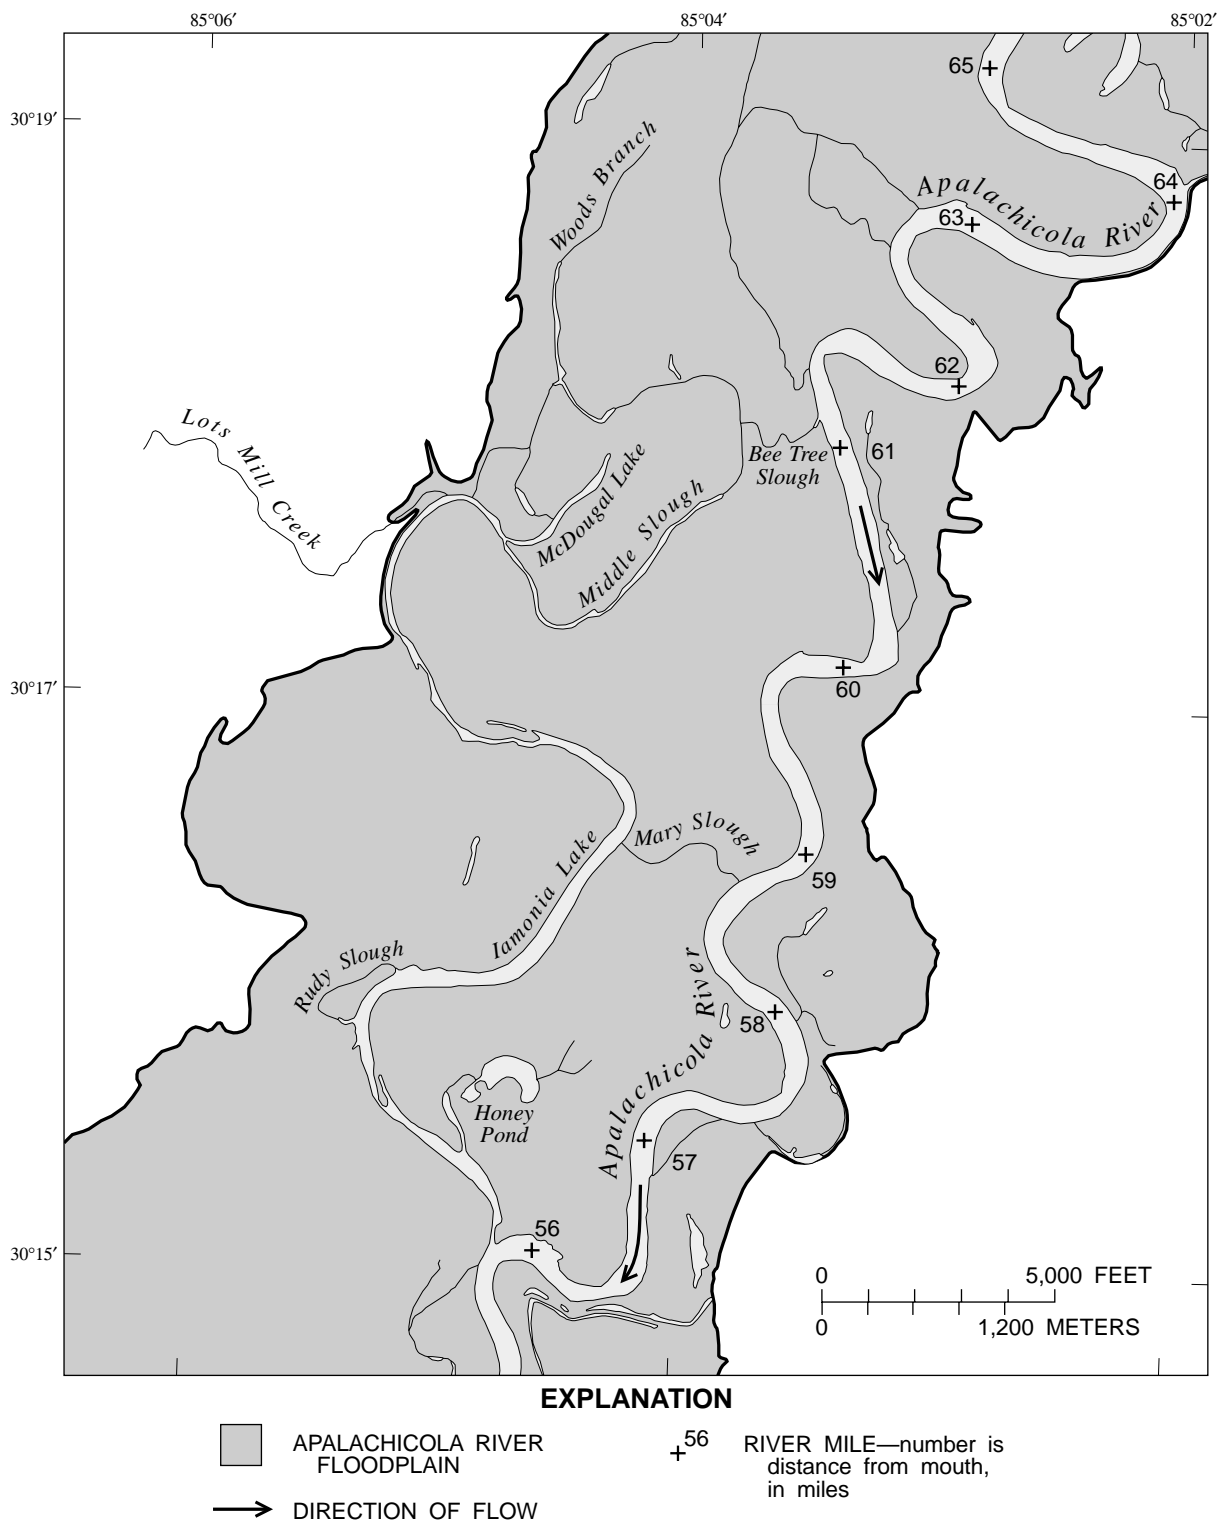 85°06′
85°04′
85°02′
30°19′
65
Woods Branch
64
Apalachicola River
63
62
Lots Mill Creek
61
Bee Tree
Slough
McDougal Lake
Middle Slough
30°17′
60
Mary Slough
59
Iamonia Lake
Rudy Slough
58
Apalachicola River
Honey
Pond
57
56
30°15′
0 5,000 FEET
0 1,200 METERS
EXPLANATION
APALACHICOLA RIVER
FLOODPLAIN
DIRECTION OF FLOW
56
RIVER MILE—number is
distance from mouth,
in miles